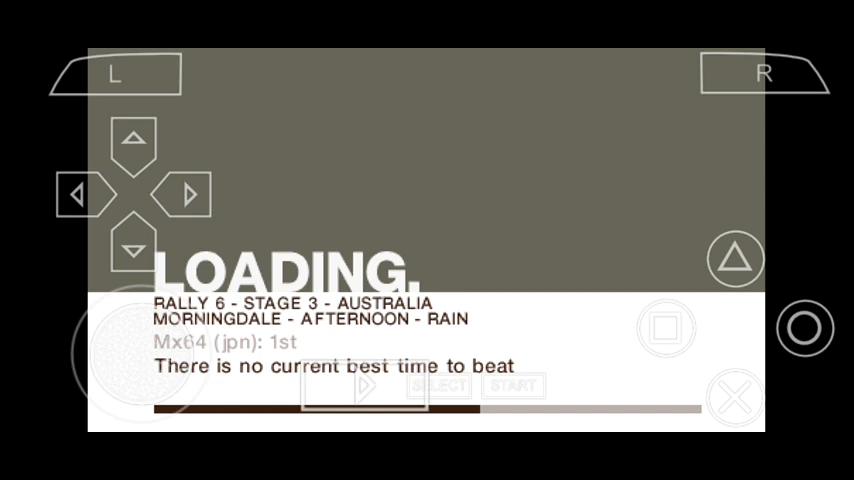 L
R
LOADING.
RALLY 6 - STAGE 3 - AUSTRALIA
MORNINGDALE - AFTERNOON - RAIN
Mx64 (jpn): 1st
There is no current best time to beat
SELECT START